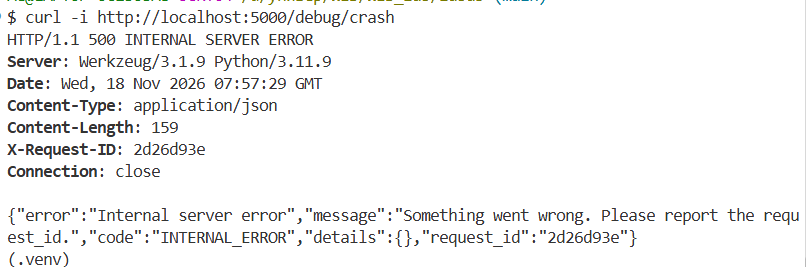 $ curl -i http://localhost:5000/debug/crash
HTTP/1.1 500 INTERNAL SERVER ERROR
Server: Werkzeug/3.1.9 Python/3.11.9
Date: Wed, 18 Nov 2026 07:57:29 GMT
Content-Type: application/json
Content-Length: 159
X-Request-ID: 2d26d93e
Connection: close
{"error":"Internal server error","message":"Something went wrong. Please report the requ
est_id.","code":"INTERNAL_ERROR","details":{},"request_id":"2d26d93e"}
(.venv)